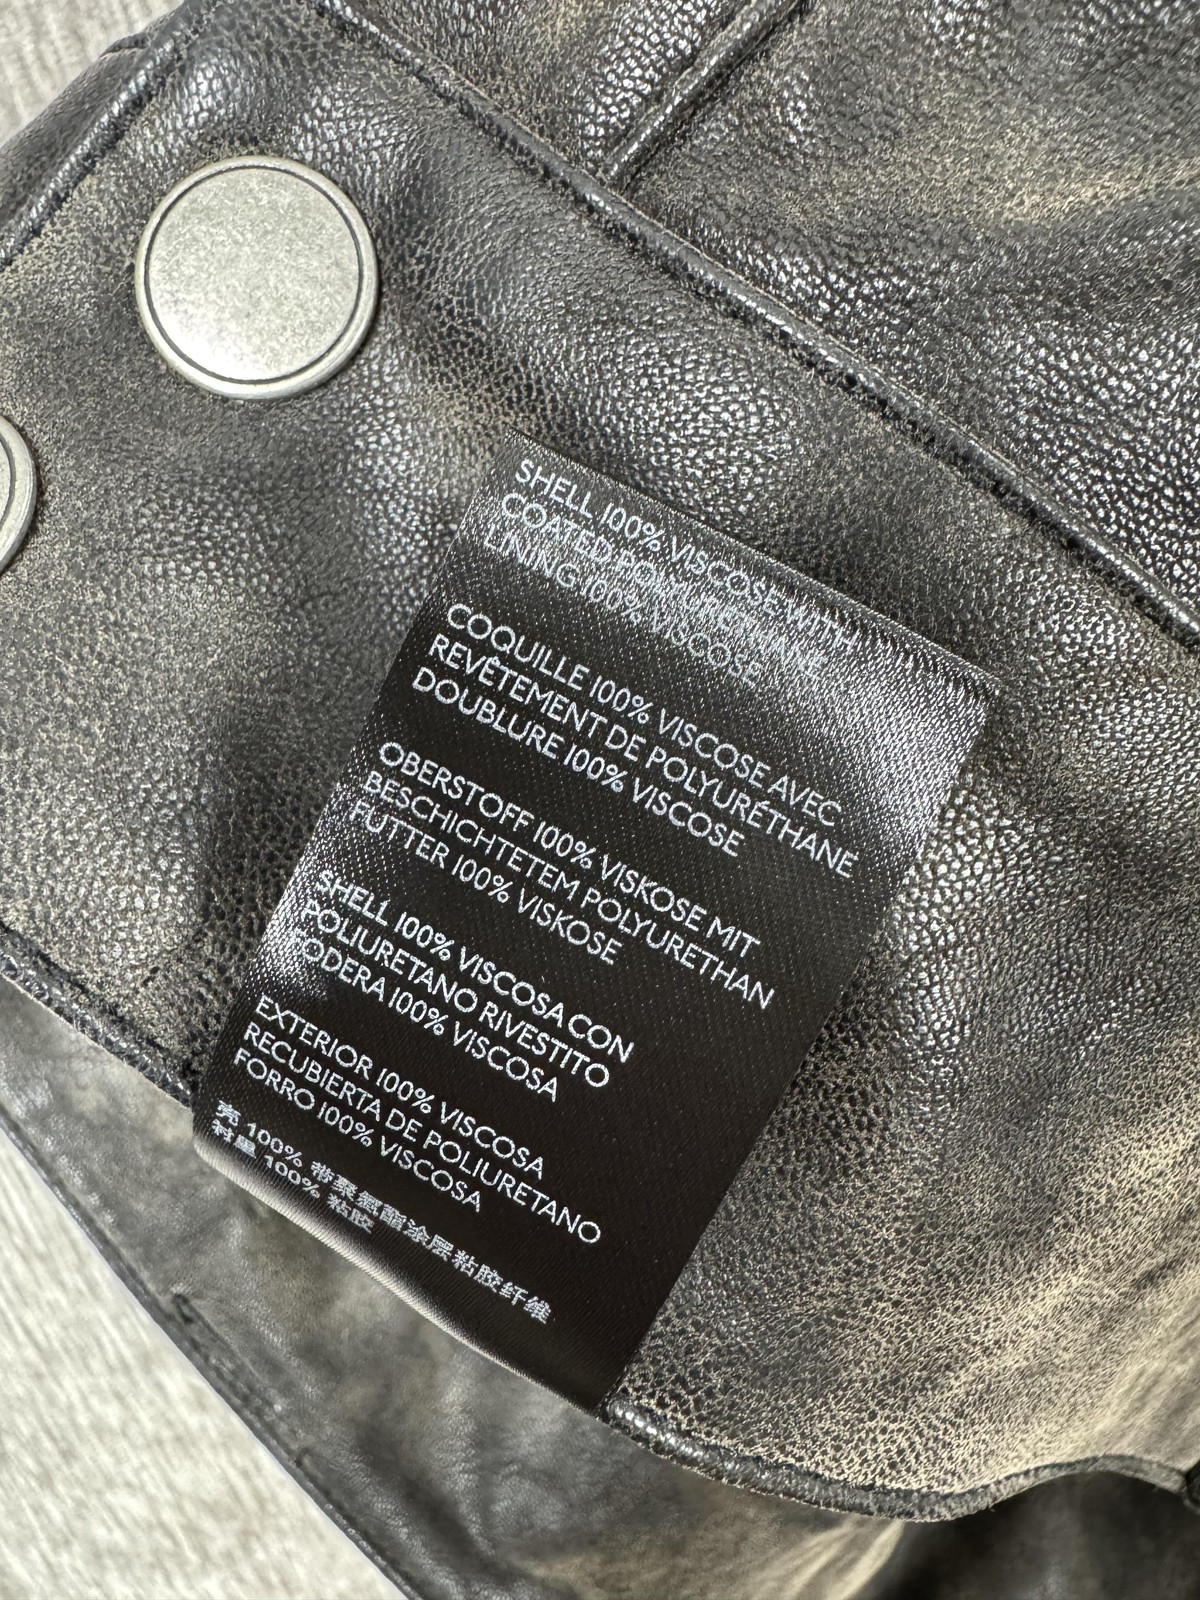 SHELL 100% VISCOSE WITH
COATED POLYURETHANE
LINING 100% VISCOSE
COQUILLE 100% VISCOSE AVEC
REVÊTEMENT DE POLYURÉTHANE
DOUBLURE 100% VISCOSE
OBERSTOFF 100% VISKOSE MIT
BESCHICHTETEM POLYURETHAN
FUTTER 100% VISKOSE
SHELL 100% VISCOSA CON
POLIURETANO RIVESTITO
FODERA 100% VISCOSA
EXTERIOR 100% VISCOSA
RECUBIERTA DE POLIURETANO
FORRO 100% VISCOSA
壳 100% 带聚氨酯涂层粘胶纤维
衬里 100% 粘胶